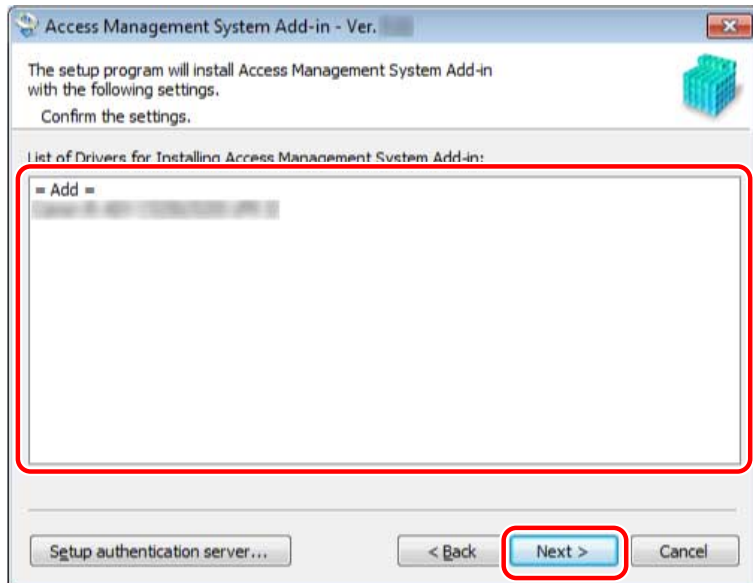 Access Management System Add-in - Ver.
The setup program will install Access Management System Add-in
with the following settings.
Confirm the settings.
List of Drivers for Installing Access Management System Add-in:
= Add =
Setup authentication server...
< Back
Next >
Cancel